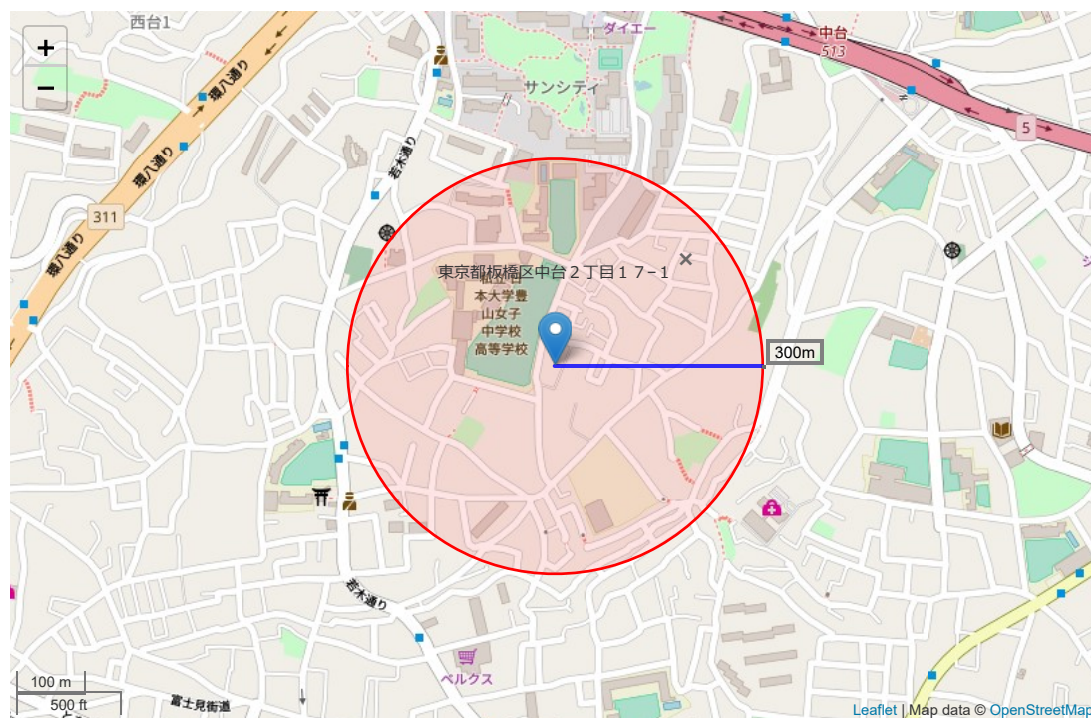 西台1
ダイエー
+
−
環八通り
中台
513
サンシティ
5
若木通り
環八通り
311
環八通り
東京都板橋区中台２丁目１７−１
×
私立日
本大学豊
山女子
中学校
高等学校
300m
若木通り
ベルクス
100 m
500 ft
富士見街道
Leaflet | Map data © OpenStreetMap